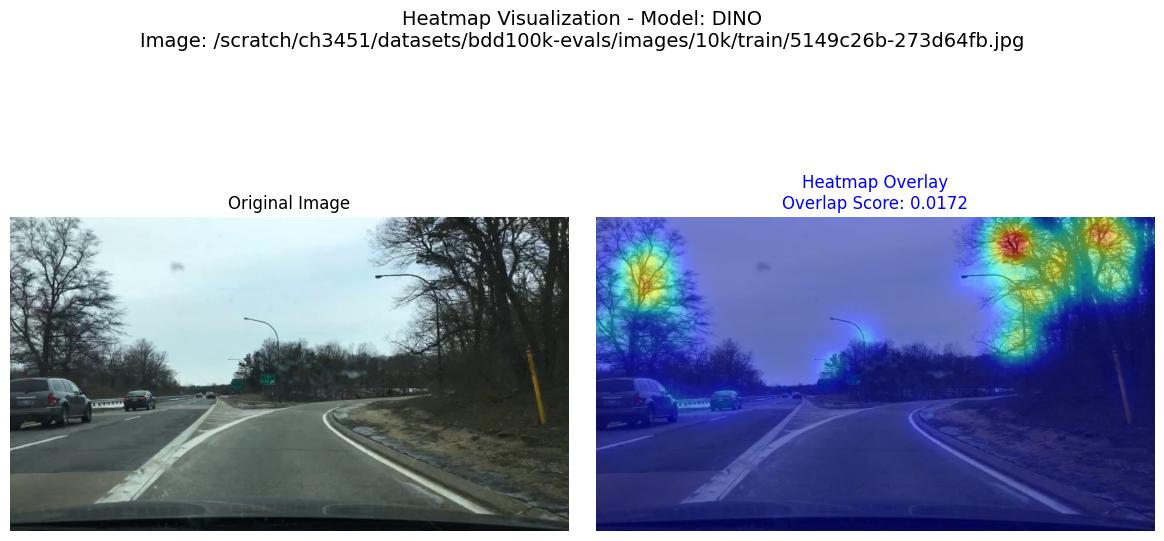 Heatmap Visualization - Model: DINO
Image: /scratch/ch3451/datasets/bdd100k-evals/images/10k/train/5149c26b-273d64fb.jpg
Original Image
Heatmap Overlay
Overlap Score: 0.0172